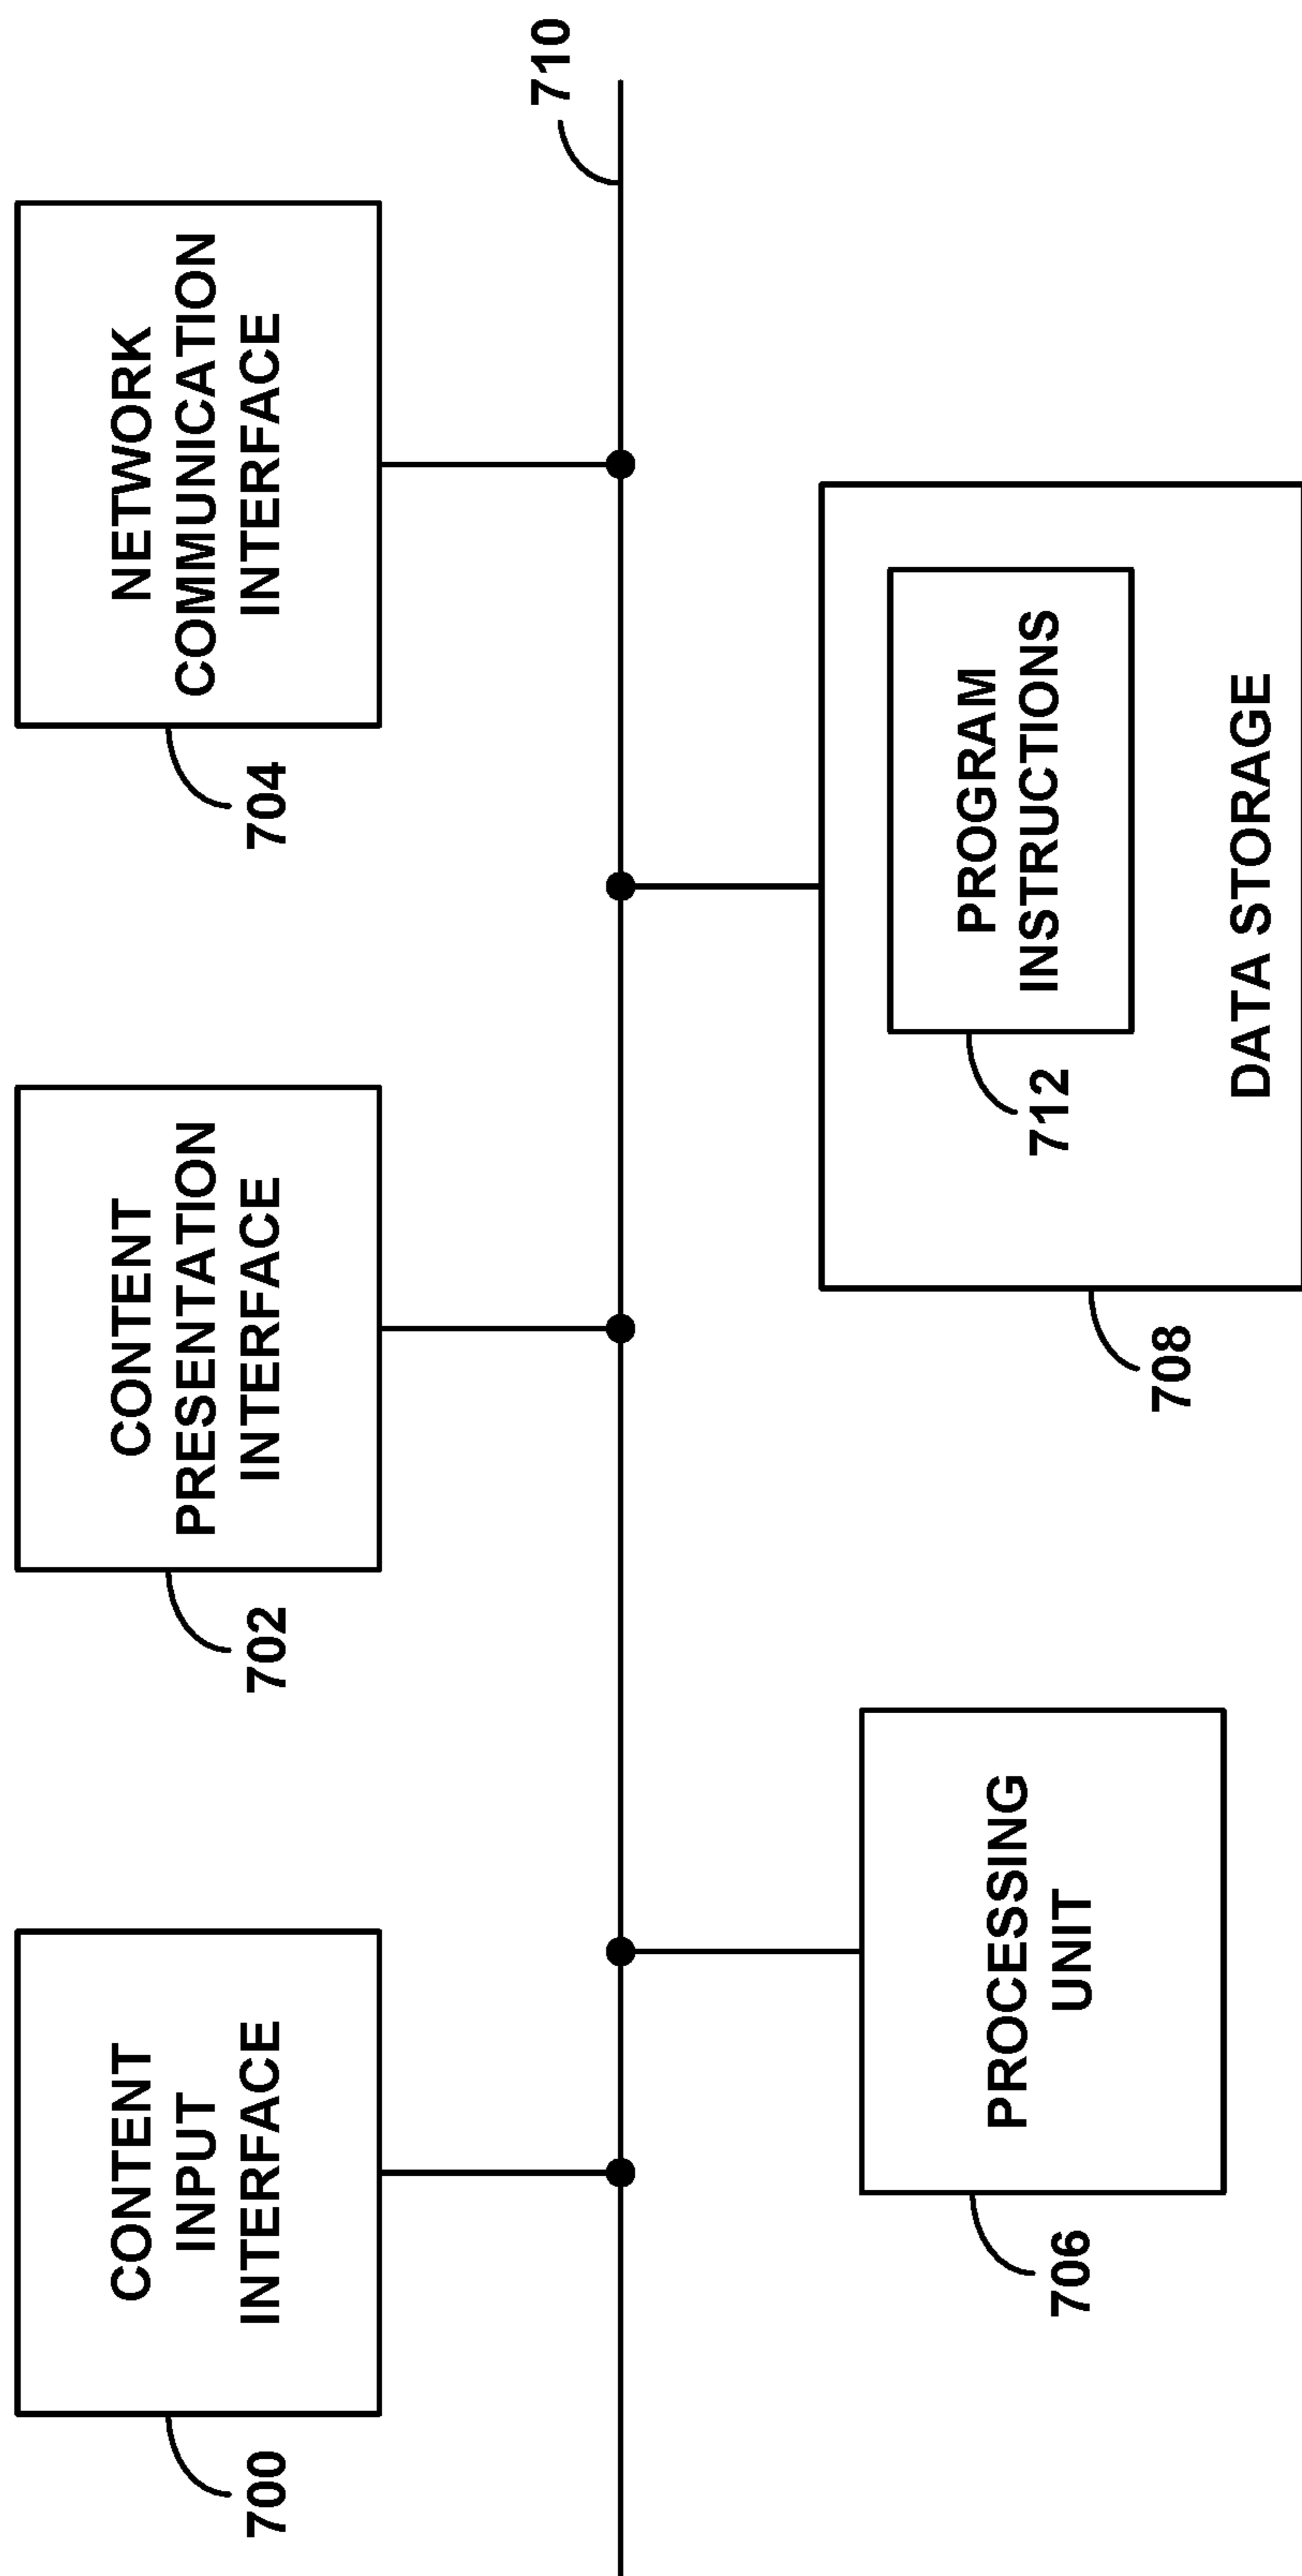 CONTENT
INPUT
INTERFACE
700
CONTENT
PRESENTATION
INTERFACE
702
NETWORK
COMMUNICATION
INTERFACE
704
710
PROCESSING
UNIT
706
PROGRAM
INSTRUCTIONS
712
DATA STORAGE
708